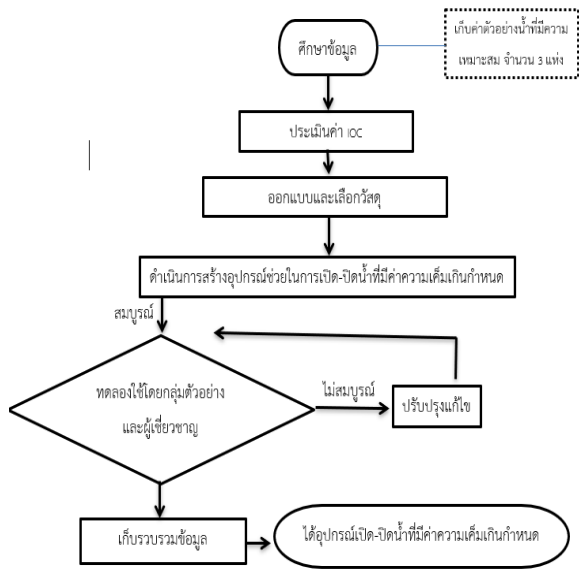 ศึกษาข้อมูล
เก็บค่าตัวอย่างน้ำที่มีความ
เหมาะสม จำนวน 3 แห่ง
ประเมินค่า IOC
ออกแบบและเลือกวัสดุ
ดำเนินการสร้างอุปกรณ์ช่วยในการเปิด-ปิดน้ำที่มีค่าความเค็มเกินกำหนด
สมบูรณ์
ทดลองใช้โดยกลุ่มตัวอย่าง
และผู้เชี่ยวชาญ
ไม่สมบูรณ์
ปรับปรุงแก้ไข
เก็บรวบรวมข้อมูล
ได้อุปกรณ์เปิด-ปิดน้ำที่มีค่าความเค็มเกินกำหนด